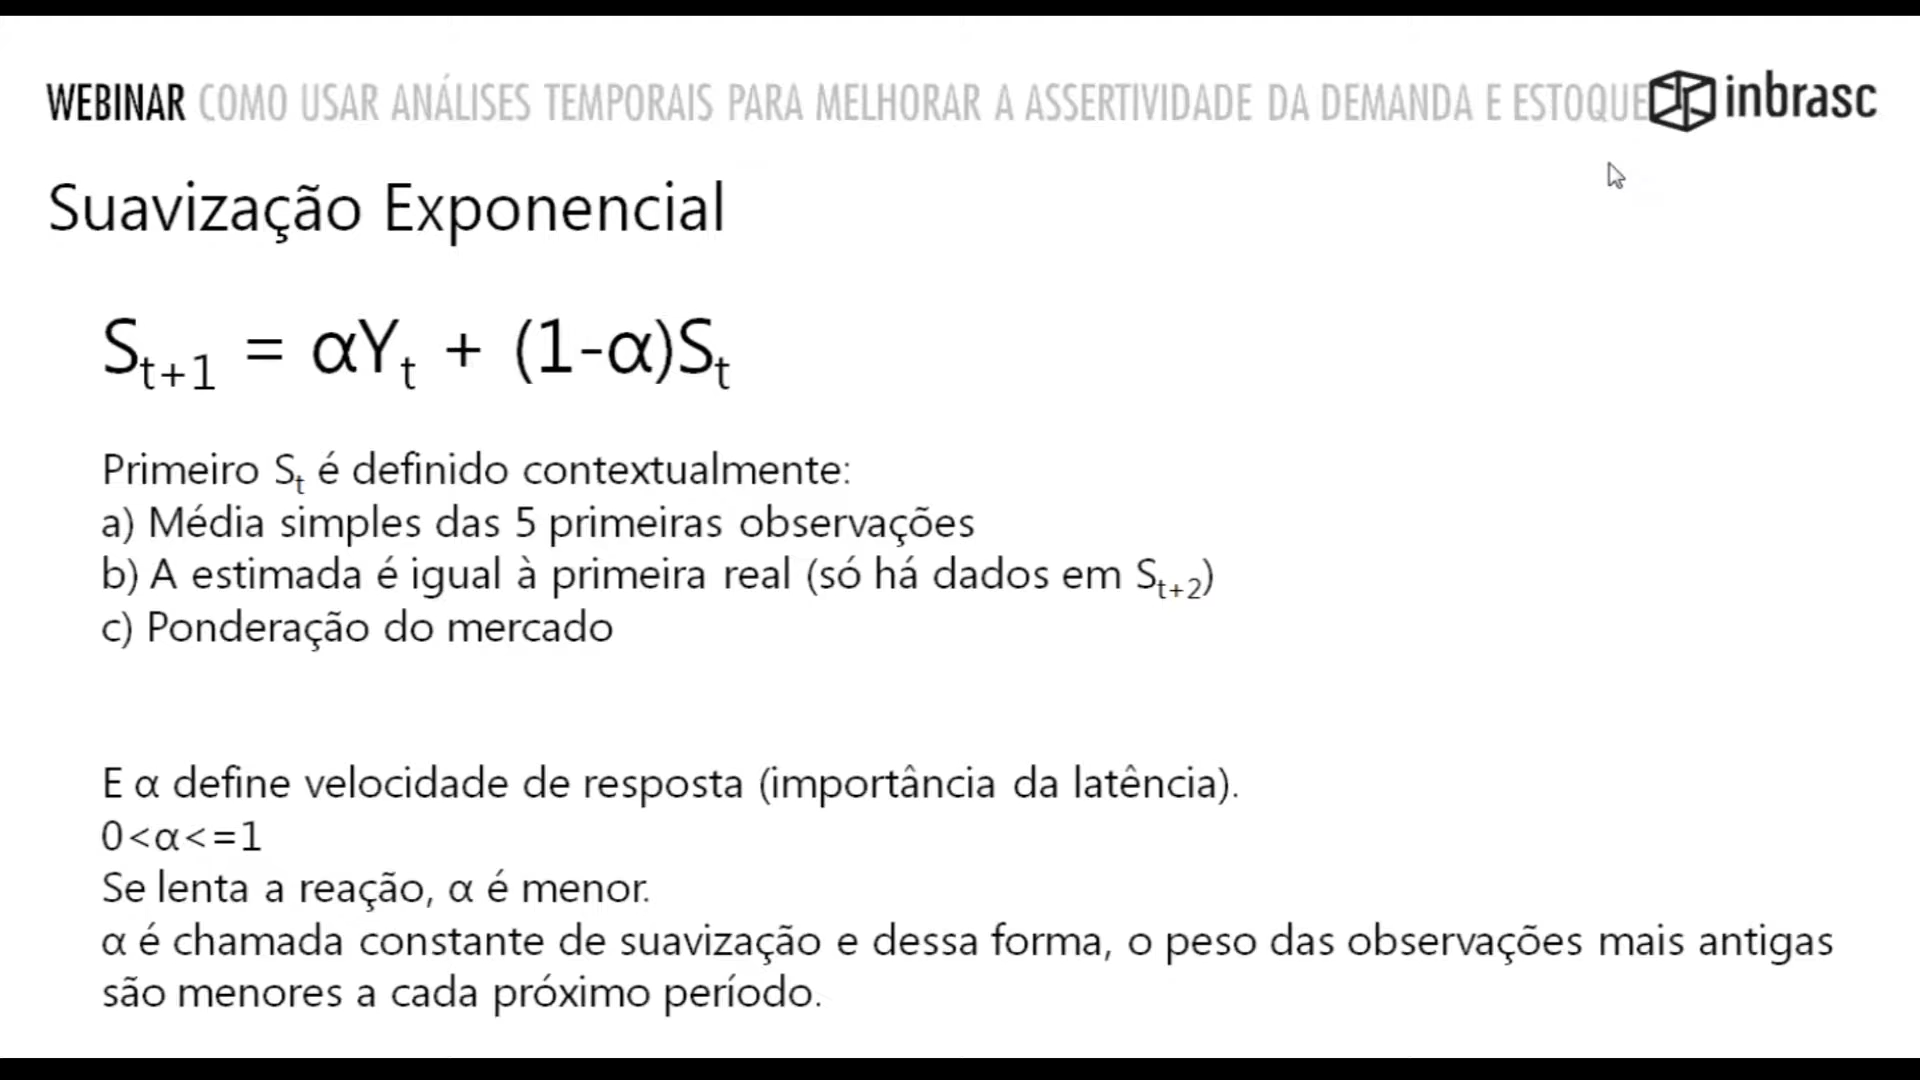 WEBINAR COMO USAR ANÁLISES TEMPORAIS PARA MELHORAR A ASSERTIVIDADE DA DEMANDA E ESTOQUE
inbrasc
Suavização Exponencial
Sₜ₊₁ = αYₜ + (1-α)Sₜ
Primeiro Sₜ é definido contextualmente:
a) Média simples das 5 primeiras observações
b) A estimada é igual à primeira real (só há dados em Sₜ₊₂)
c) Ponderação do mercado
E α define velocidade de resposta (importância da latência).
0<α<=1
Se lenta a reação, α é menor.
α é chamada constante de suavização e dessa forma, o peso das observações mais antigas
são menores a cada próximo período.